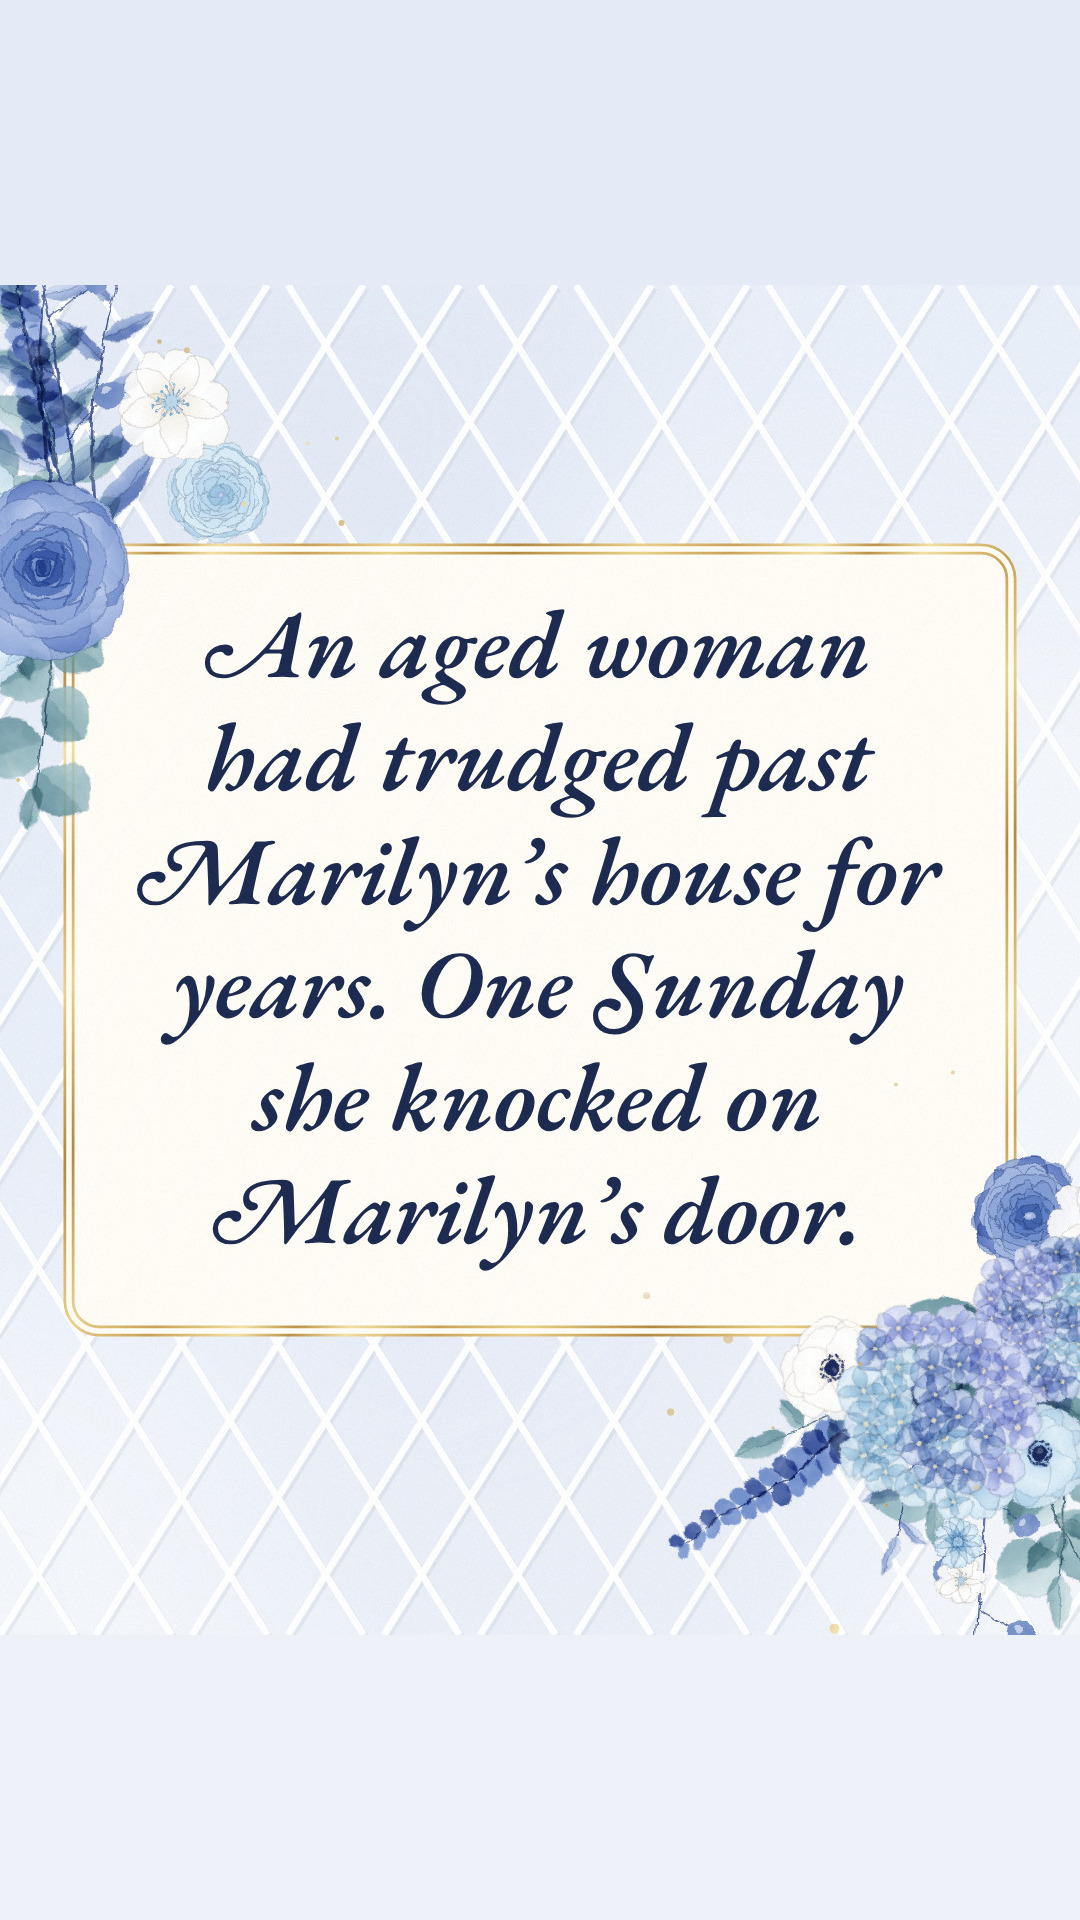 An aged woman
had trudged past
Marilyn’s house for
years. One Sunday
she knocked on
Marilyn’s door.